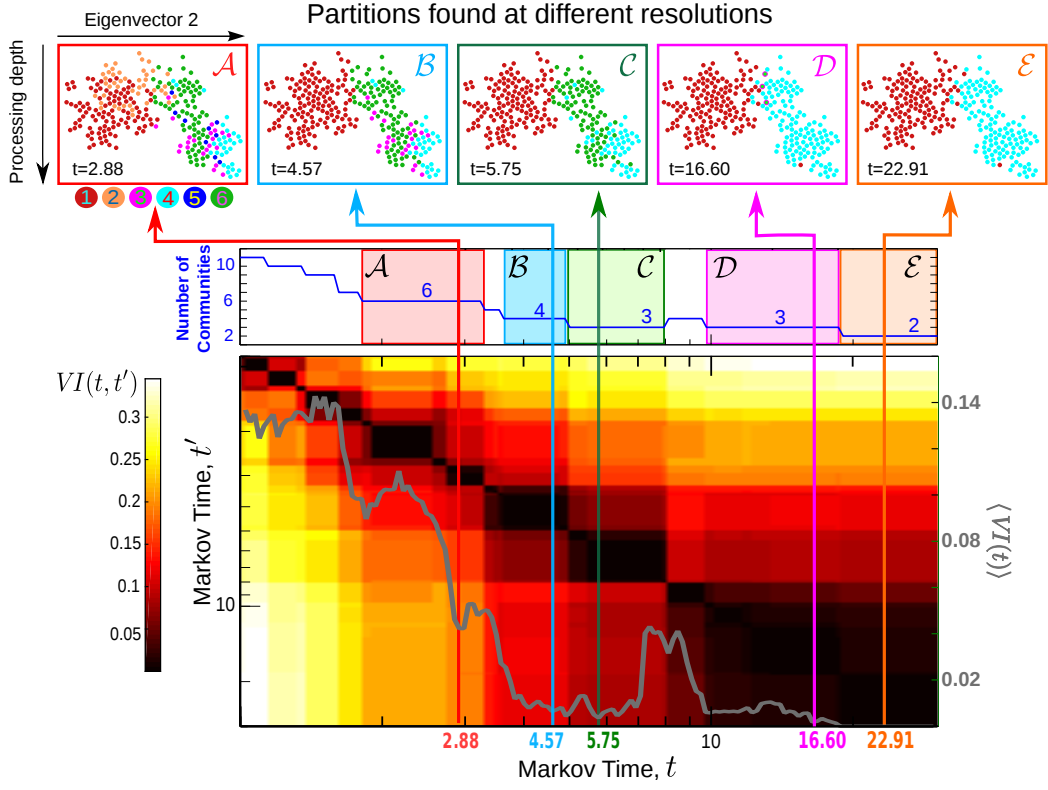 Partitions found at different resolutions
Eigenvector 2
Processing depth
A
t=2.88
B
t=4.57
C
t=5.75
D
t=16.60
E
t=22.91
1 2 3 4 5 6
Number of
Communities
10
6
2
A
6
B
4
C
3
D
3
E
2
VI(t, t′)
0.3
0.25
0.2
0.15
0.1
0.05
Markov Time, t′
10
0.14
0.08
0.02
⟨VI(t)⟩
2.88 4.57 5.75 10 16.60 22.91
Markov Time, t